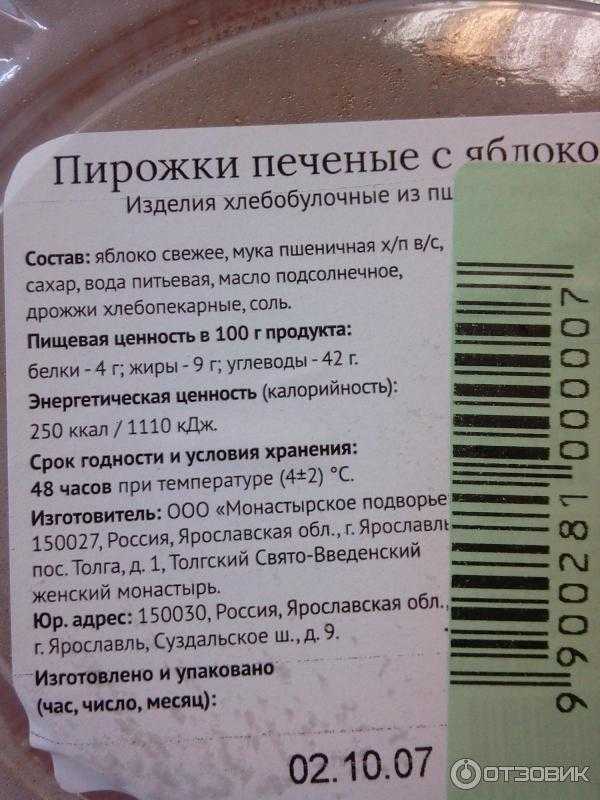 Пирожки печеные с яблоко
Изделия хлебобулочные из пш
Состав: яблоко свежее, мука пшеничная х/п в/с,
сахар, вода питьевая, масло подсолнечное,
дрожжи хлебопекарные, соль.
Пищевая ценность в 100 г продукта:
белки - 4 г; жиры - 9 г; углеводы - 42 г.
Энергетическая ценность (калорийность):
250 ккал / 1110 кДж.
Срок годности и условия хранения:
48 часов при температуре (4±2) °С.
Изготовитель: ООО «Монастырское подворье
150027, Россия, Ярославская обл., г. Ярославль
пос. Толга, д. 1, Толгский Свято-Введенский
женский монастырь.
Юр. адрес: 150030, Россия, Ярославская обл.,
г. Ярославль, Суздальское ш., д. 9.
Изготовлено и упаковано
(час, число, месяц):
02.10.07
9900281000007
ОТЗОВИК